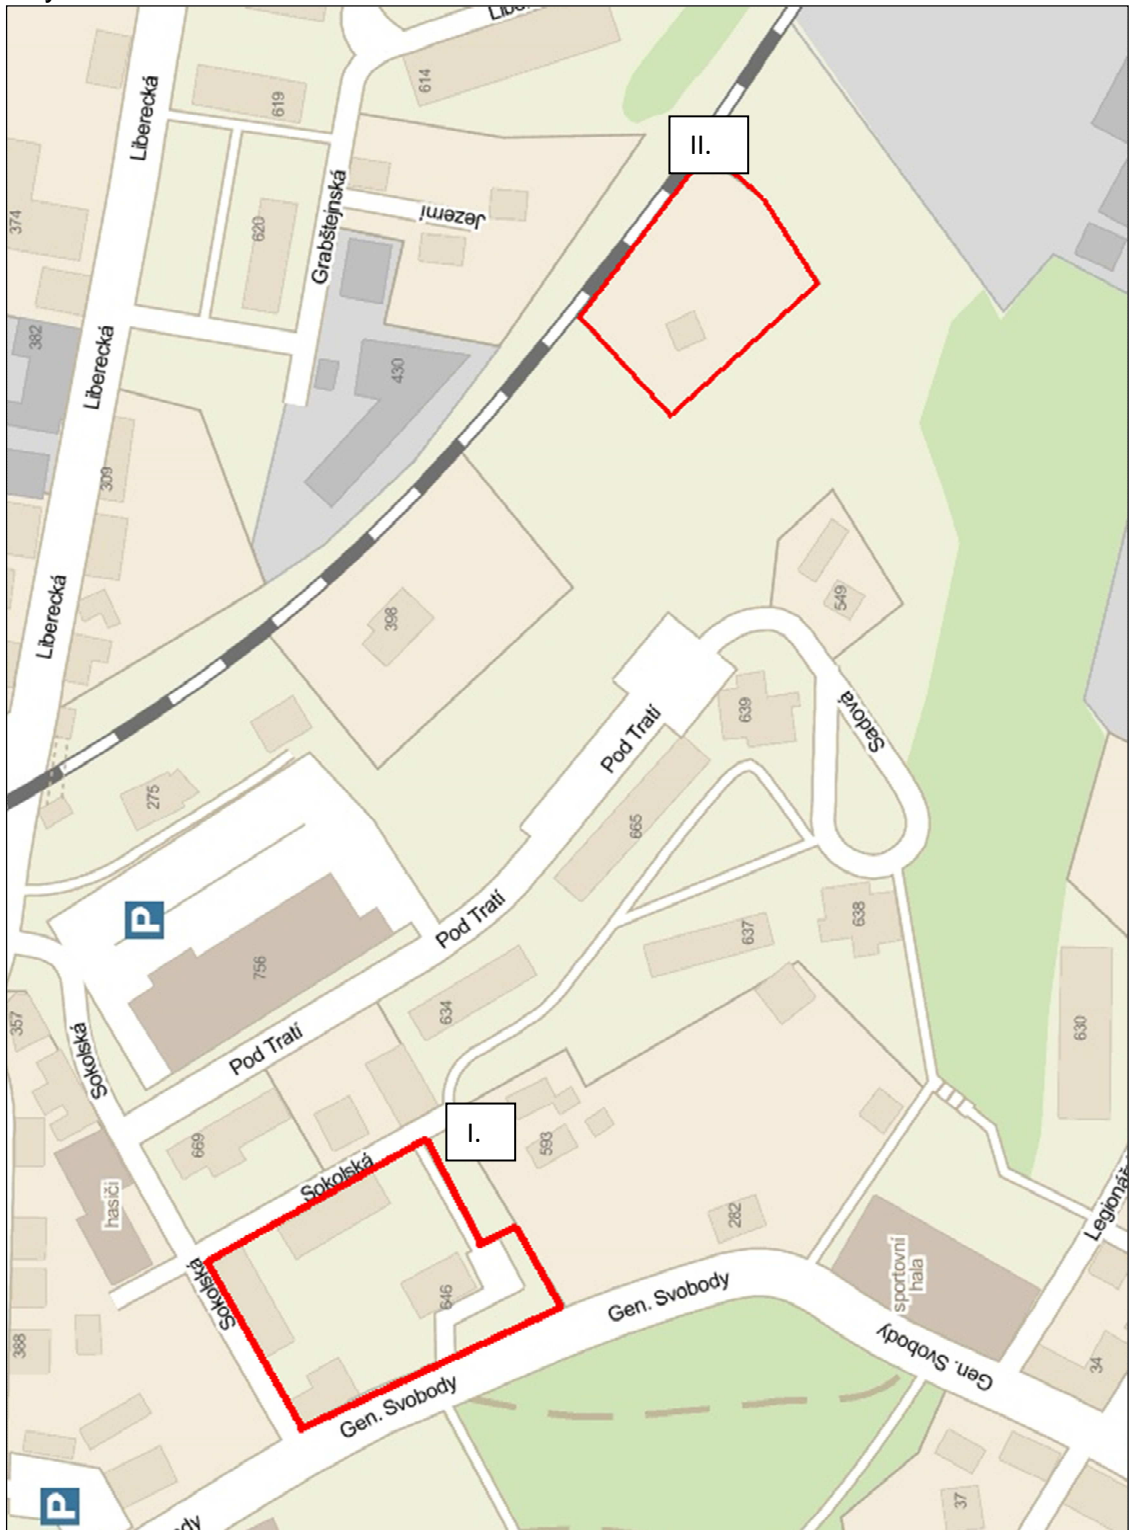 Liberecká
619
614
II.
Grabštejnská
Jezerní
620
374
382
Liberecká
430
309
Liberecká
398
549
Sadová
639
Pod Tratí
275
665
P
Pod Tratí
756
637
638
634
630
357
Sokolská
Pod Tratí
669
I.
593
hasiči
Sokolská
282
Sokolská
646
sportovní
hala
Gen. Svobody
Gen. Svobody
388
34
Gen. Svobody
P
37